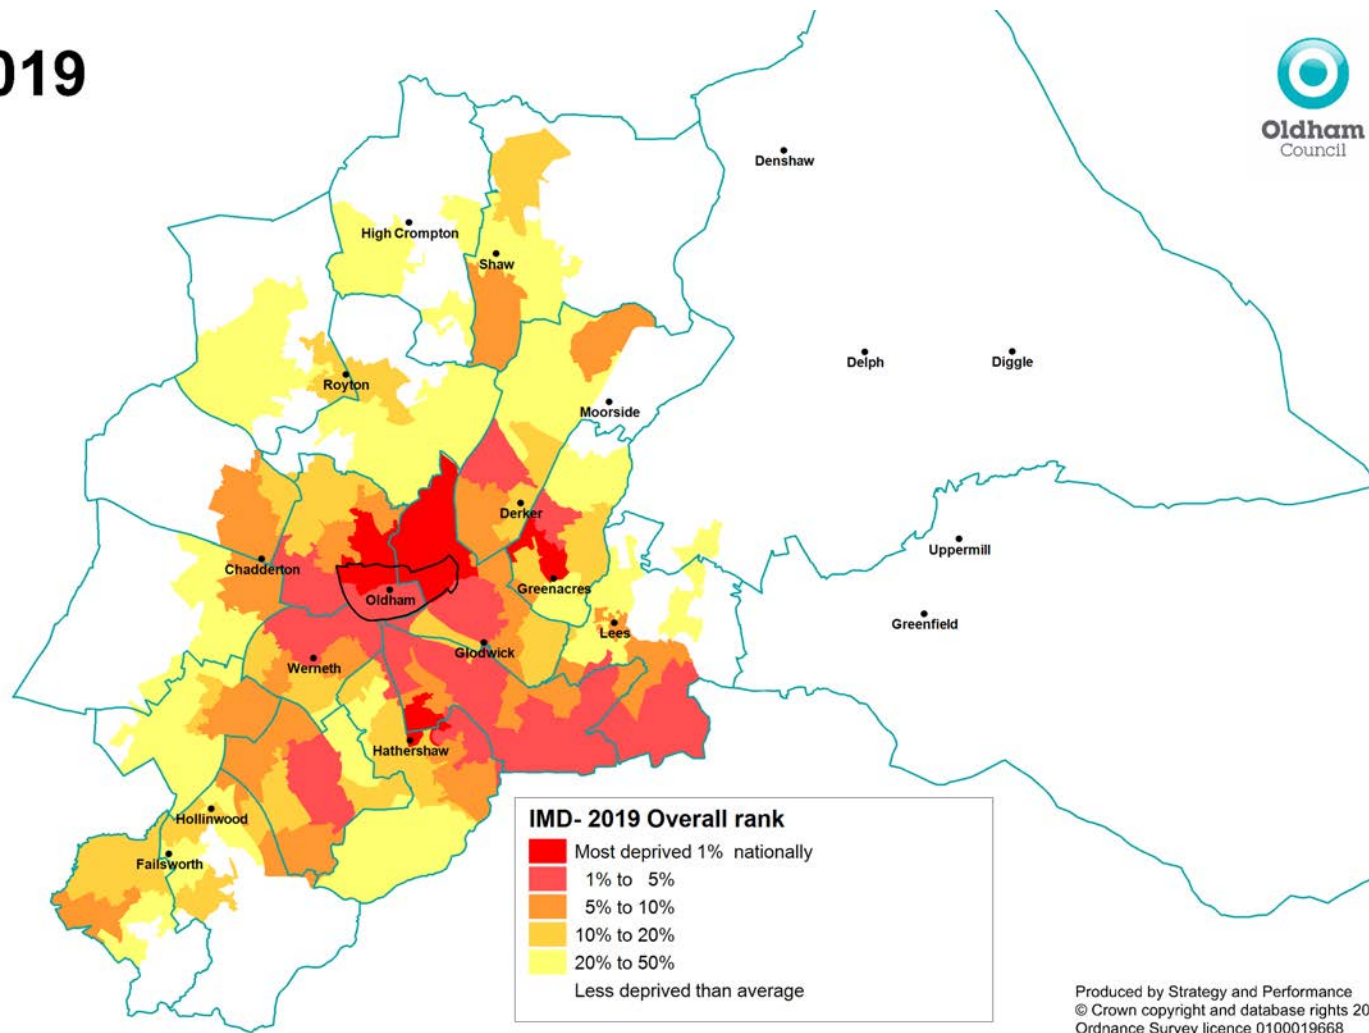 019
Oldham
Council
Denshaw
High Crompton
Shaw
Delph
Diggle
Royton
Moorside
Derker
Uppermill
Chadderton
Greenacres
Oldham
Greenfield
Lees
Glodwick
Werneth
Hathershaw
Hollinwood
Failsworth
IMD- 2019 Overall rank
Most deprived 1% nationally
1% to 5%
5% to 10%
10% to 20%
20% to 50%
Less deprived than average
Produced by Strategy and Performance
© Crown copyright and database rights 20
Ordnance Survey licence 0100019668